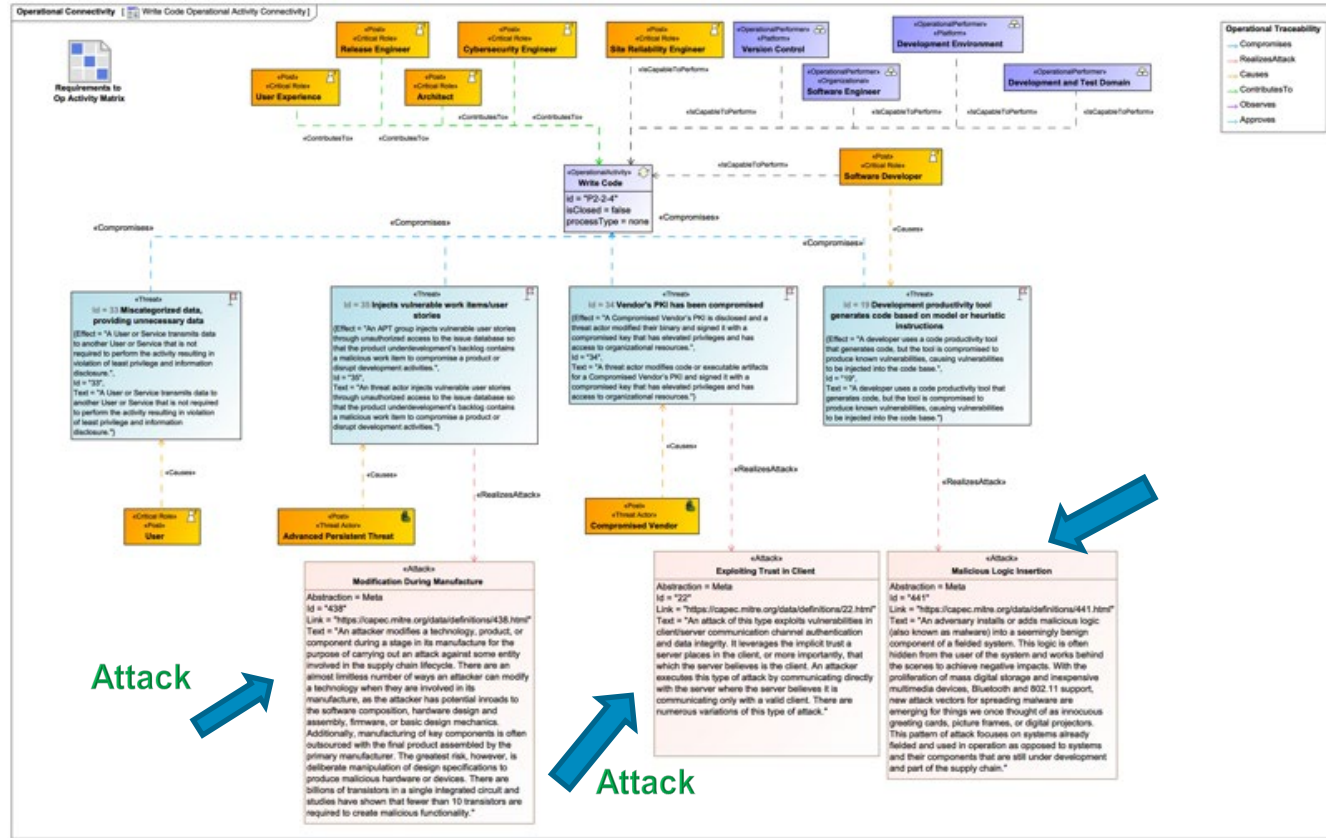 Operational Connectivity [ Write Code Operational Activity Connectivity ]
Requirements to
Op Activity Matrix
«Post»
«Critical Role»
Release Engineer
«Post»
«Critical Role»
Cybersecurity Engineer
«Post»
«Critical Role»
Site Reliability Engineer
«OperationalPerformer»
«Platform»
Version Control
«OperationalPerformer»
«Platform»
Development Environment
Operational Traceability
Compromises
RealizesAttack
Causes
ContributesTo
Observes
Approves
«Post»
«Critical Role»
User Experience
«Post»
«Critical Role»
Architect
«IsCapableToPerform»
«OperationalPerformer»
«Organizational»
Software Engineer
«OperationalPerformer»
Development and Test Domain
«ContributesTo»
«ContributesTo»
«ContributesTo»
«ContributesTo»
«IsCapableToPerform»
«IsCapableToPerform»
«IsCapableToPerform»
«IsCapableToPerform»
«IsCapableToPerform»
«Post»
«Critical Role»
Software Developer
«OperationalActivity»
Write Code
id = "P2-2-4"
isClosed = false
processType = none
«Compromises»
«Compromises»
«Compromises»
«Compromises»
«Causes»
«Threat»
Id = 33 Miscategorized data,
providing unnecessary data
{Effect = "A User or Service transmits data
to another User or Service that is not
required to perform the activity resulting in
violation of least privilege and information
disclosure.",
Id = "33",
Text = "A User or Service transmits data to
another User or Service that is not required
to perform the activity resulting in violation
of least privilege and information
disclosure."}
«Threat»
Id = 35 Injects vulnerable work items/user
stories
{Effect = "An APT group injects vulnerable user stories
through unauthorized access to the issue database so
that the product underdevelopment's backlog contains
a malicious work item to compromise a product or
disrupt development activities.",
Id = "35",
Text = "An threat actor injects vulnerable user stories
through unauthorized access to the issue database so
that the product underdevelopment's backlog contains
a malicious work item to compromise a product or
disrupt development activities."}
«Threat»
Id = 34 Vendor's PKI has been compromised
{Effect = "A Compromised Vendor's PKI is disclosed and a
threat actor modified their binary and signed it with a
compromised key that has elevated privileges and has
access to organizational resources.",
Id = "34",
Text = "A threat actor modifies code or executable artifacts
for a Compromised Vendor's PKI and signed it with a
compromised key that has elevated privileges and has
access to organizational resources."}
«Threat»
Id = 19 Development productivity tool
generates code based on model or heuristic
instructions
{Effect = "A developer uses a code productivity tool
that generates code, but the tool is compromised to
produce known vulnerabilities, causing vulnerabilities
to be injected into the code base.",
Id = "19",
Text = "A developer uses a code productivity tool that
generates code, but the tool is compromised to
produce known vulnerabilities, causing vulnerabilities
to be injected into the code base."}
«Causes»
«Causes»
«RealizesAttack»
«Causes»
«RealizesAttack»
«RealizesAttack»
«Critical Role»
«Post»
User
«Post»
«Threat Actor»
Advanced Persistent Threat
«Post»
«Threat Actor»
Compromised Vendor
«Attack»
Modification During Manufacture
Abstraction = Meta
Id = "438"
Link = "https://capec.mitre.org/data/definitions/438.html"
Text = "An attacker modifies a technology, product, or
component during a stage in its manufacture for the
purpose of carrying out an attack against some entity
involved in the supply chain lifecycle. There are an
almost limitless number of ways an attacker can modify
a technology when they are involved in its
manufacture, as the attacker has potential inroads to
the software composition, hardware design and
assembly, firmware, or basic design mechanics.
Additionally, manufacturing of key components is often
outsourced with the final product assembled by the
primary manufacturer. The greatest risk, however, is
deliberate manipulation of design specifications to
produce malicious hardware or devices. There are
billions of transistors in a single integrated circuit and
studies have shown that fewer than 10 transistors are
required to create malicious functionality."
«Attack»
Exploiting Trust in Client
Abstraction = Meta
Id = "22"
Link = "https://capec.mitre.org/data/definitions/22.html"
Text = "An attack of this type exploits vulnerabilities in
client/server communication channel authentication
and data integrity. It leverages the implicit trust a
server places in the client, or more importantly, that
which the server believes is the client. An attacker
executes this type of attack by communicating directly
with the server where the server believes it is
communicating only with a valid client. There are
numerous variations of this type of attack."
«Attack»
Malicious Logic Insertion
Abstraction = Meta
Id = "441"
Link = "https://capec.mitre.org/data/definitions/441.html"
Text = "An adversary installs or adds malicious logic
(also known as malware) into a seemingly benign
component of a fielded system. This logic is often
hidden from the user of the system and works behind
the scenes to achieve negative impacts. With the
proliferation of mass digital storage and inexpensive
multimedia devices, Bluetooth and 802.11 support,
new attack vectors for spreading malware are
emerging for things we once thought of as innocuous
greeting cards, picture frames, or digital projectors.
This pattern of attack focuses on systems already
fielded and used in operation as opposed to systems
and their components that are still under development
and part of the supply chain."
Attack
Attack